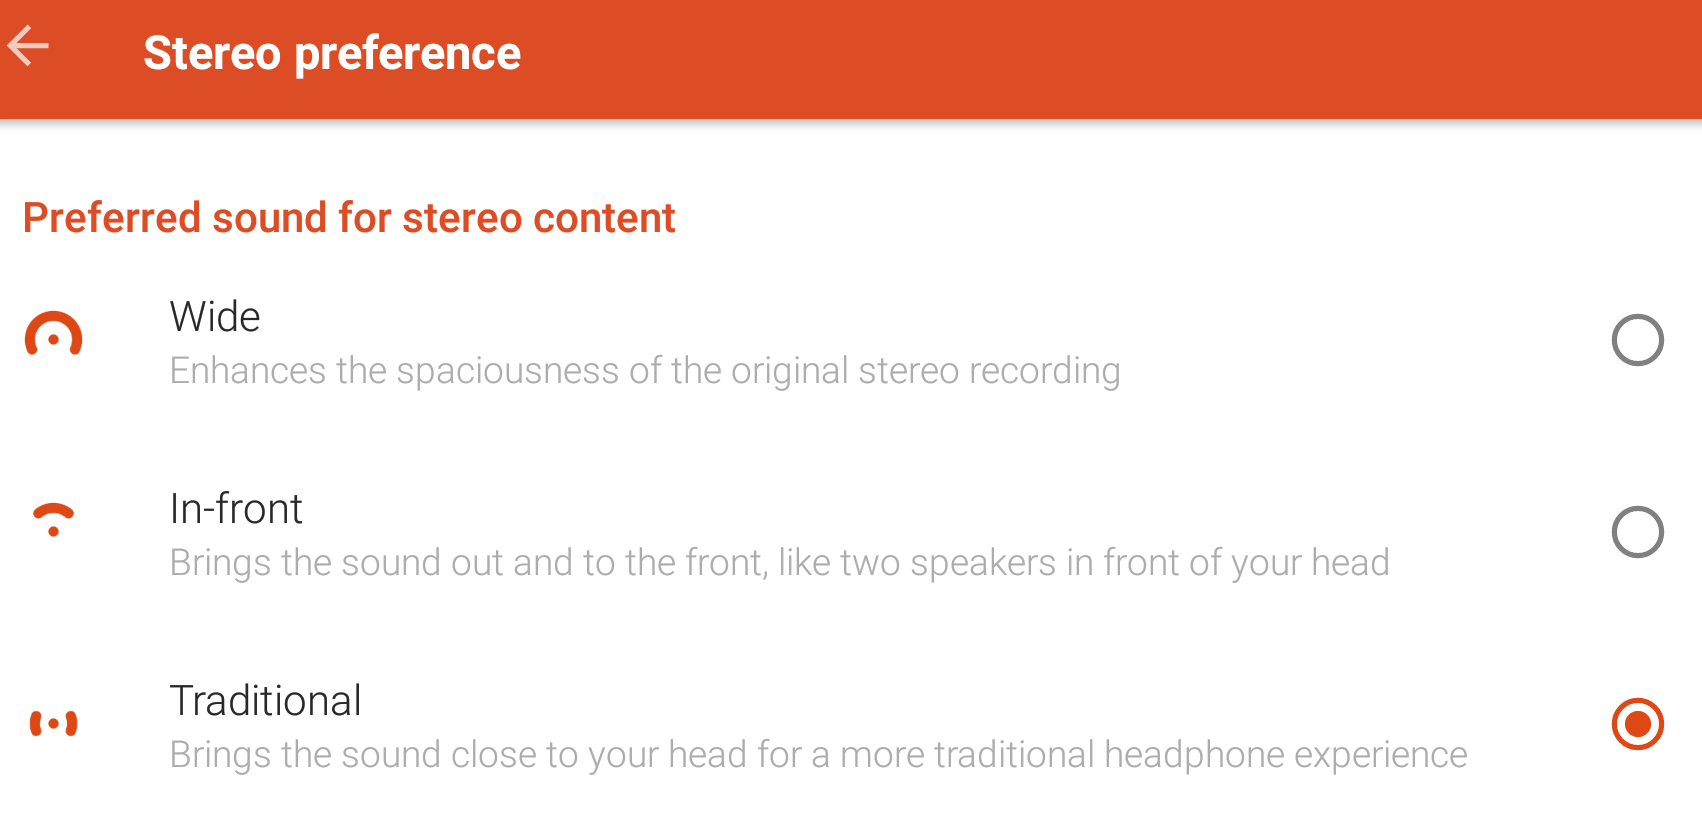 Stereo preference
Preferred sound for stereo content
Wide
Enhances the spaciousness of the original stereo recording
In-front
Brings the sound out and to the front, like two speakers in front of your head
Traditional
Brings the sound close to your head for a more traditional headphone experience